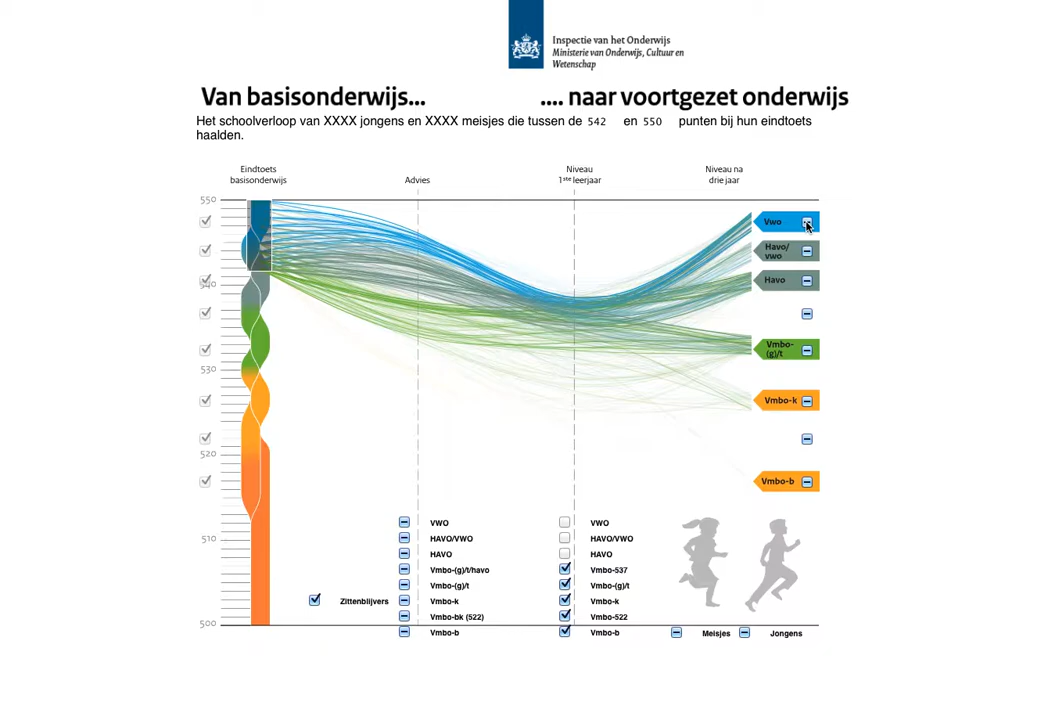 Inspectie van het Onderwijs
Ministerie van Onderwijs, Cultuur en
Wetenschap
Van basisonderwijs... .... naar voortgezet onderwijs
Het schoolverloop van XXXX jongens en XXXX meisjes die tussen de 542 en 550 punten bij hun eindtoets
haalden.
Eindtoets
basisonderwijs
Advies
Niveau
1ste leerjaar
Niveau na
drie jaar
550
540
530
520
510
500
Vwo
Havo/
vwo
Havo
Vmbo-
(g)/t
Vmbo-k
Vmbo-b
Zittenblijvers
VWO
HAVO/VWO
HAVO
Vmbo-(g)/t/havo
Vmbo-(g)/t
Vmbo-k
Vmbo-bk (522)
Vmbo-b
VWO
HAVO/VWO
HAVO
Vmbo-537
Vmbo-(g)/t
Vmbo-k
Vmbo-522
Vmbo-b
Meisjes
Jongens